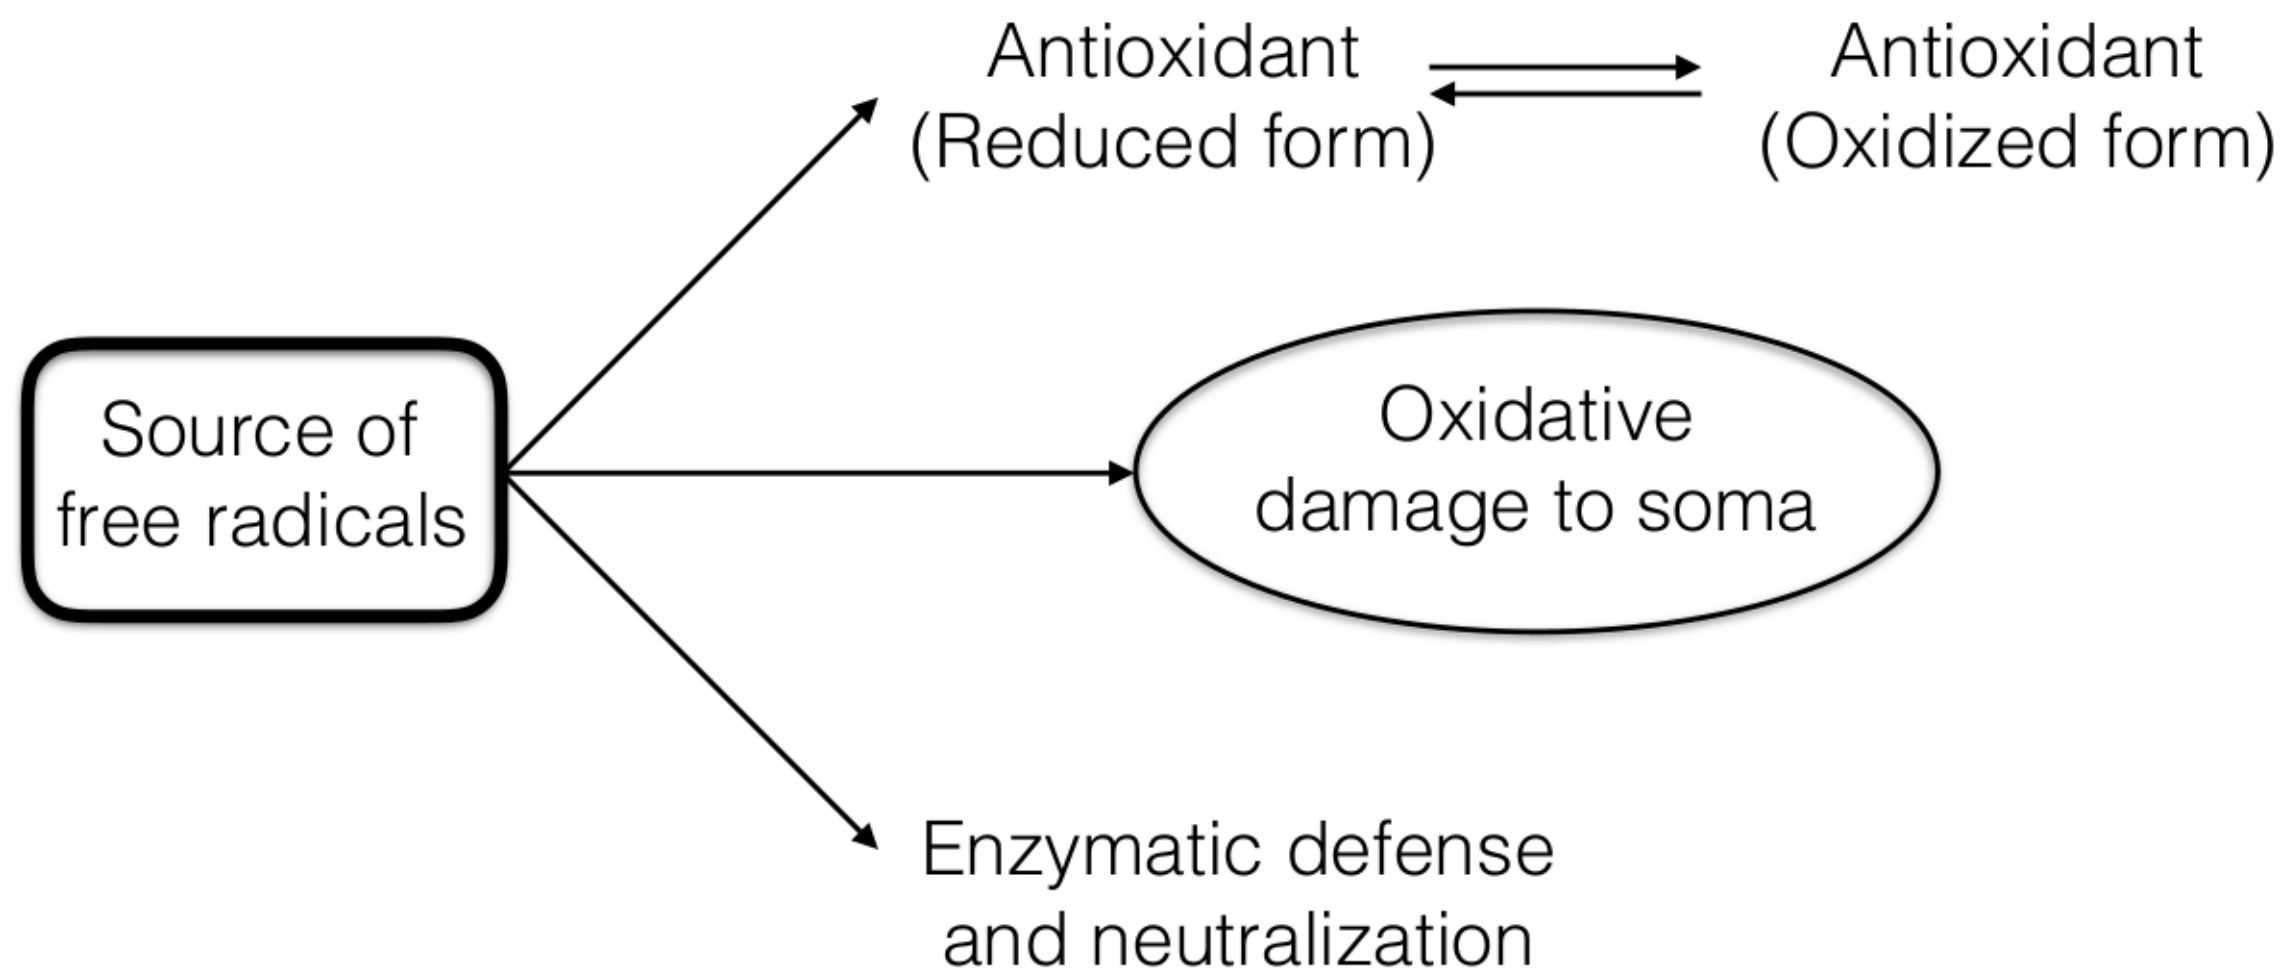 Antioxidant
(Reduced form)
Antioxidant
(Oxidized form)
Source of
free radicals
Oxidative
damage to soma
Enzymatic defense
and neutralization